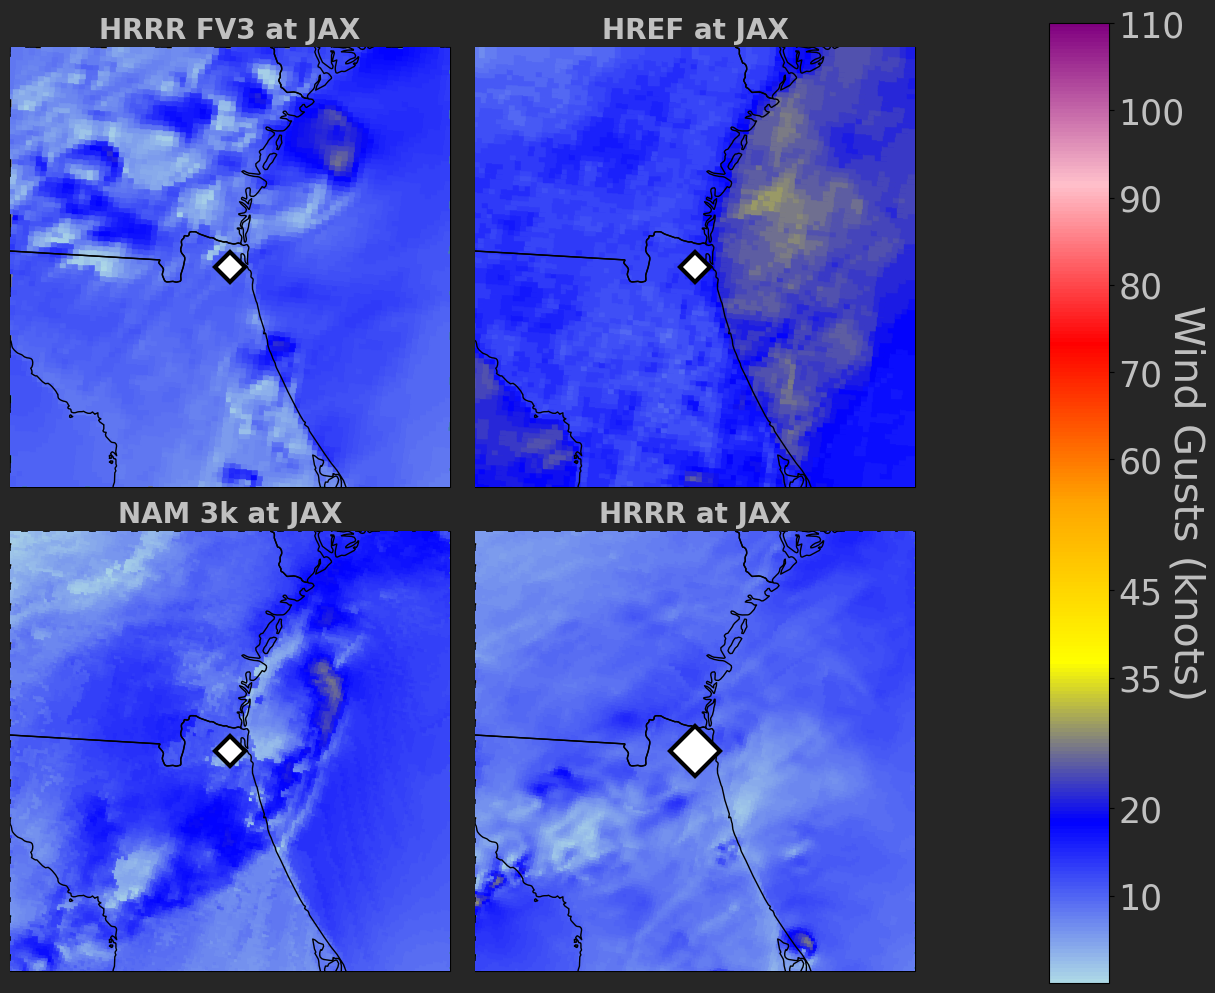 HRRR FV3 at JAX
HREF at JAX
NAM 3k at JAX
HRRR at JAX
110
100
90
80
70
60
45
35
20
10
Wind Gusts (knots)